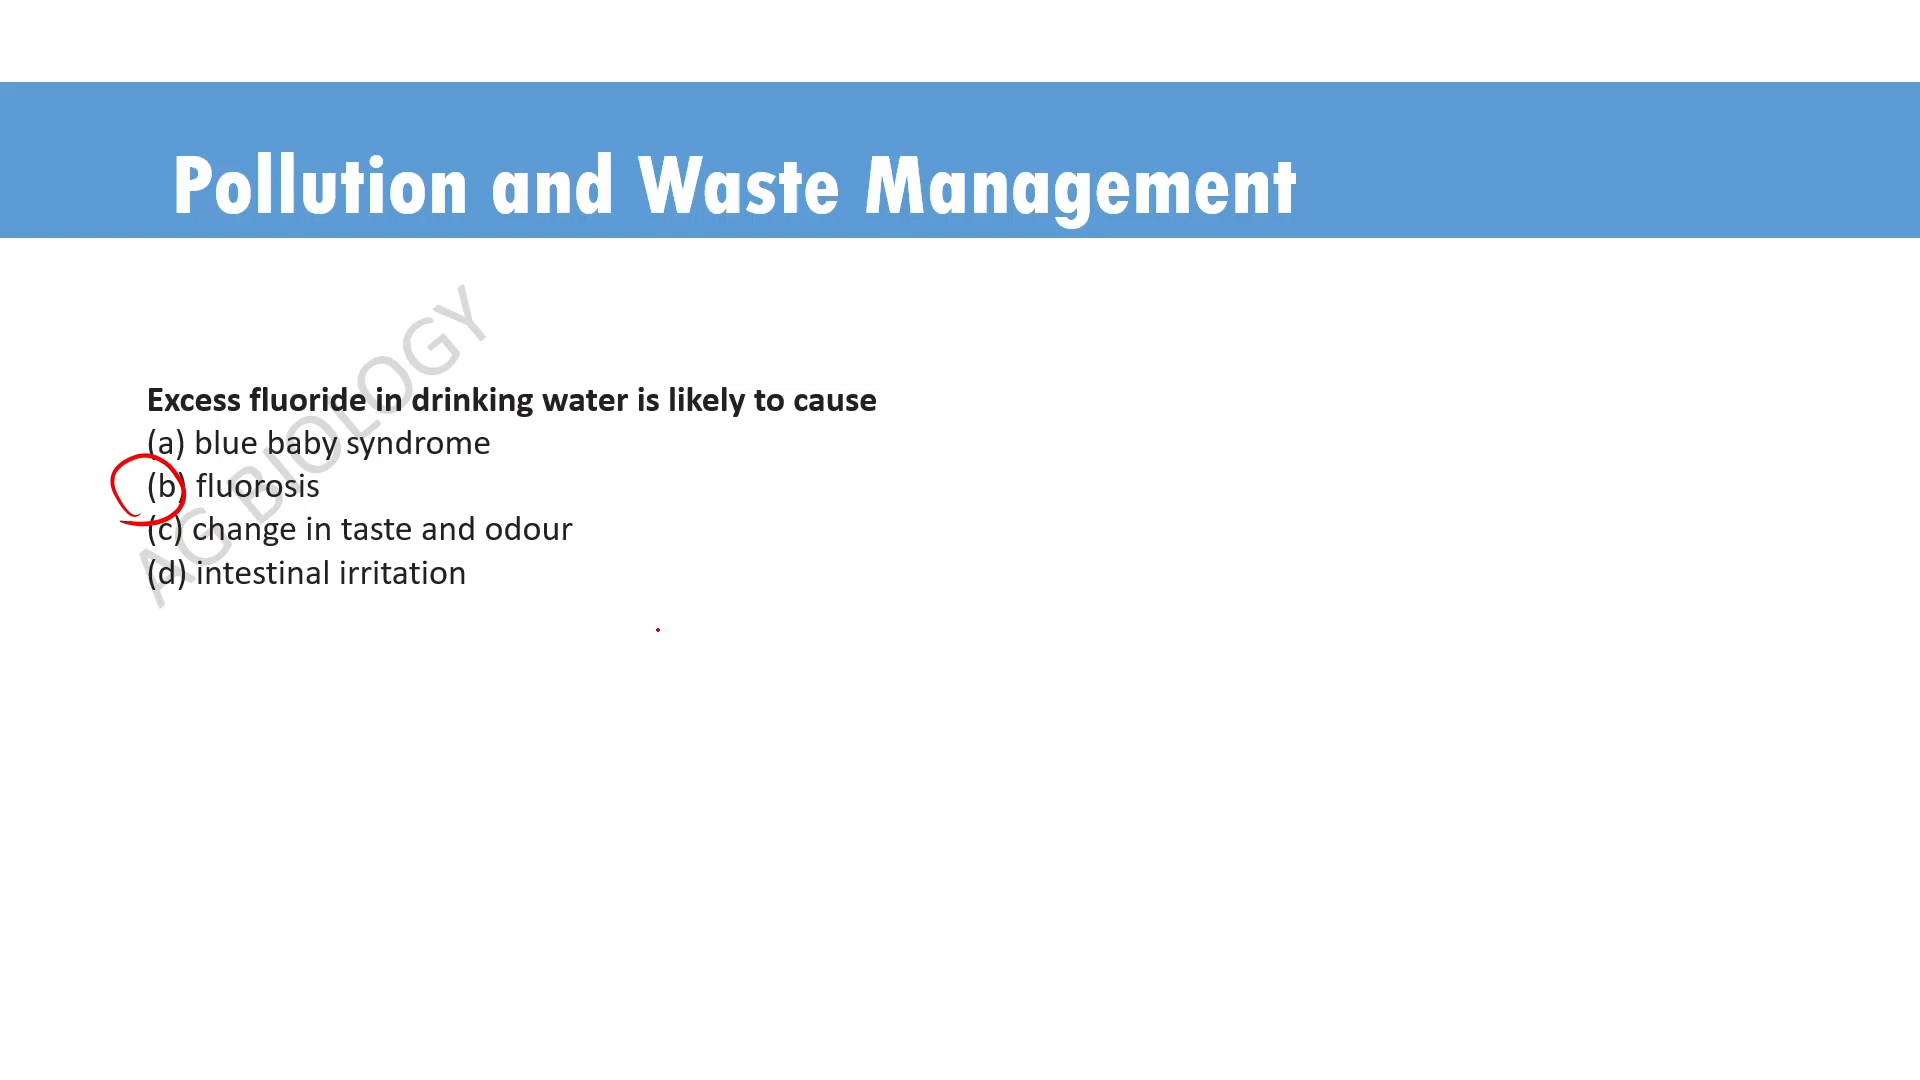 Pollution and Waste Management
AG BIOLOGY
Excess fluoride in drinking water is likely to cause
(a) blue baby syndrome
(b) fluorosis
(c) change in taste and odour
(d) intestinal irritation